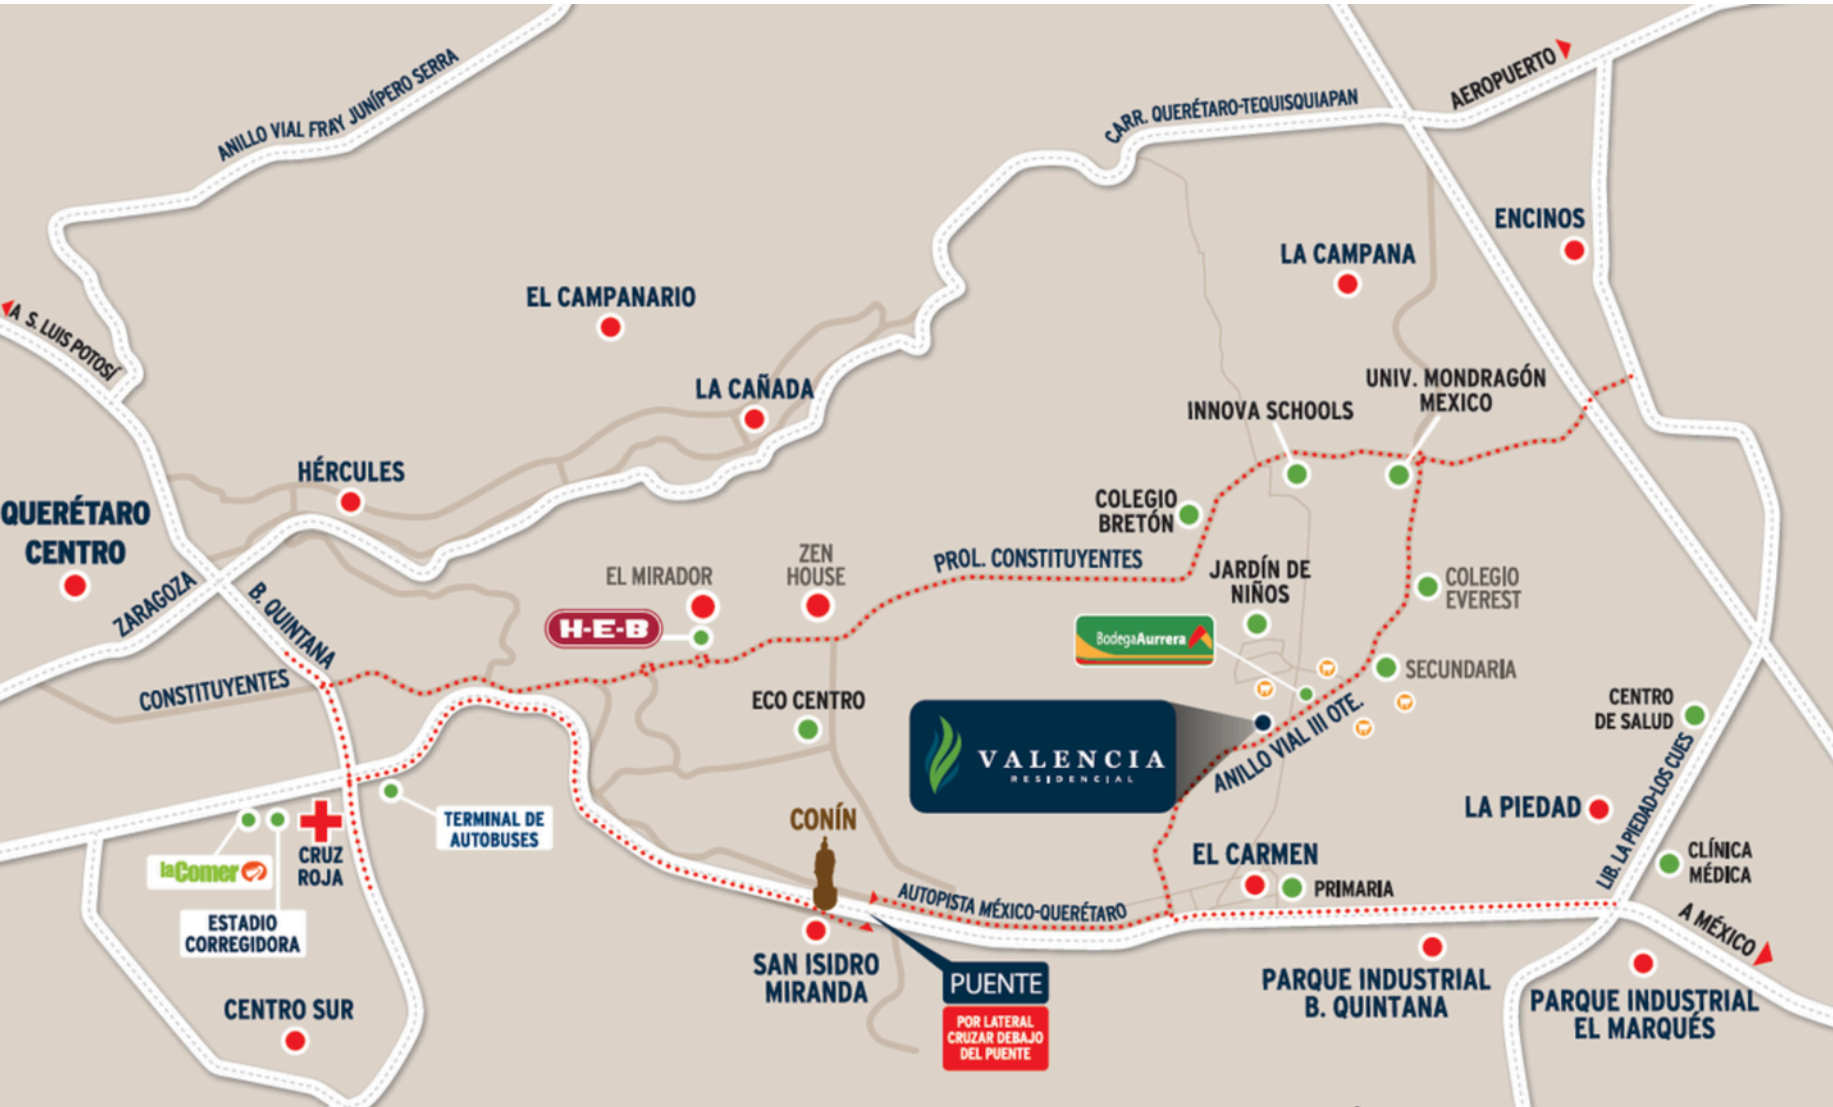 ANILLO VIAL FRAY JUNÍPERO SERRA
CARR. QUERÉTARO-TEQUISQUIAPAN
AEROPUERTO
ENCINOS
LA CAMPANA
A S. LUIS POTOSÍ
EL CAMPANARIO
LA CAÑADA
UNIV. MONDRAGÓN
MEXICO
INNOVA SCHOOLS
HÉRCULES
QUERÉTARO
CENTRO
COLEGIO
BRETÓN
PROL. CONSTITUYENTES
ZEN
HOUSE
EL MIRADOR
H-E-B
JARDÍN DE
NIÑOS
COLEGIO
EVEREST
ZARAGOZA
B. QUINTANA
BodegaAurrera
SECUNDARIA
CONSTITUYENTES
ECO CENTRO
VALENCIA
RESIDENCIAL
ANILLO VIAL III OTE.
CENTRO
DE SALUD
LIB. LA PIEDAD-LOS CUES
LA PIEDAD
CONÍN
TERMINAL DE
AUTOBUSES
CRUZ
ROJA
laComer
ESTADIO
CORREGIDORA
EL CARMEN
PRIMARIA
CLÍNICA
MÉDICA
AUTOPISTA MÉXICO-QUERÉTARO
A MÉXICO
SAN ISIDRO
MIRANDA
PUENTE
POR LATERAL
CRUZAR DEBAJO
DEL PUENTE
PARQUE INDUSTRIAL
B. QUINTANA
PARQUE INDUSTRIAL
EL MARQUÉS
CENTRO SUR